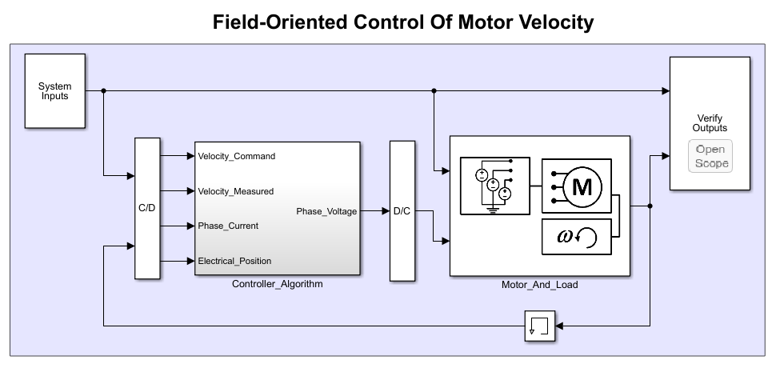 Field-Oriented Control Of Motor Velocity
System
Inputs
Verify
Outputs
Open
Scope
C/D
Velocity_Command
Velocity_Measured
Phase_Current
Electrical_Position
Phase_Voltage
Controller_Algorithm
D/C
M
ω
Motor_And_Load